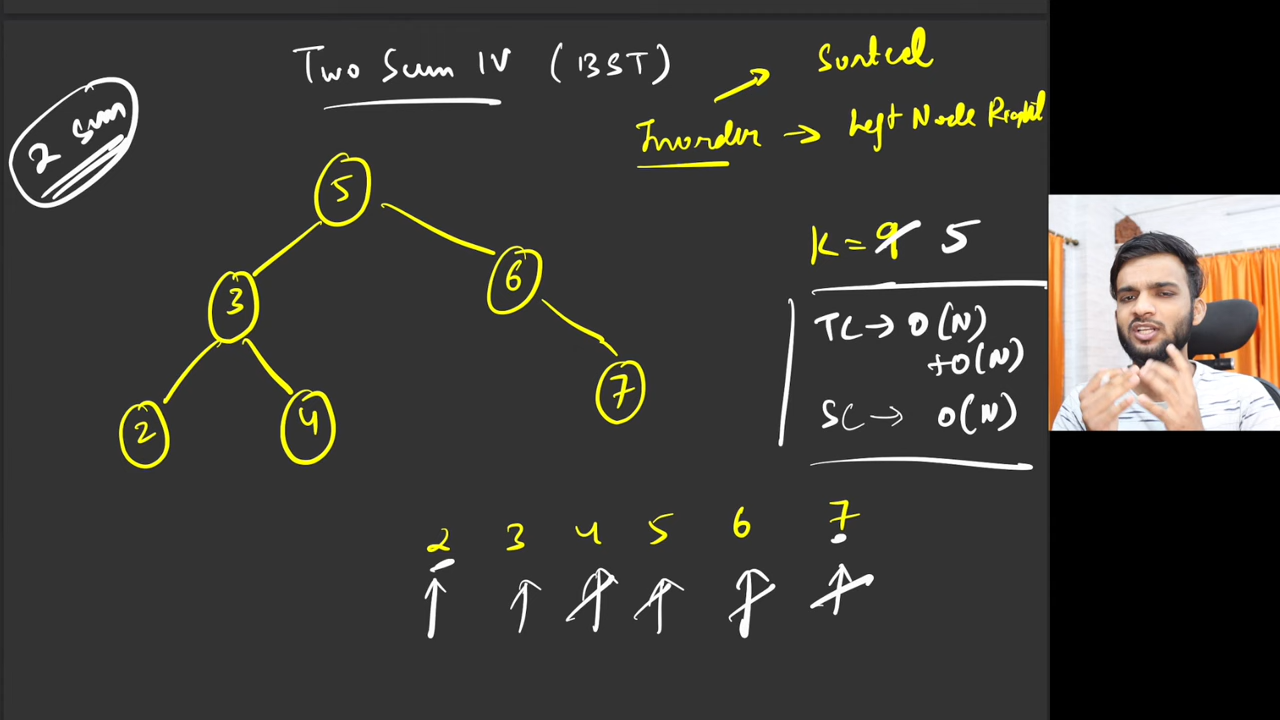 Two Sum IV (BST)
Sorted
2 Sum
Inorder → Left Node Right
5
K = 9 5
6
3
TC → O(N)
+O(N)
7
2
4
SC → O(N)
2 3 4 5 6 7